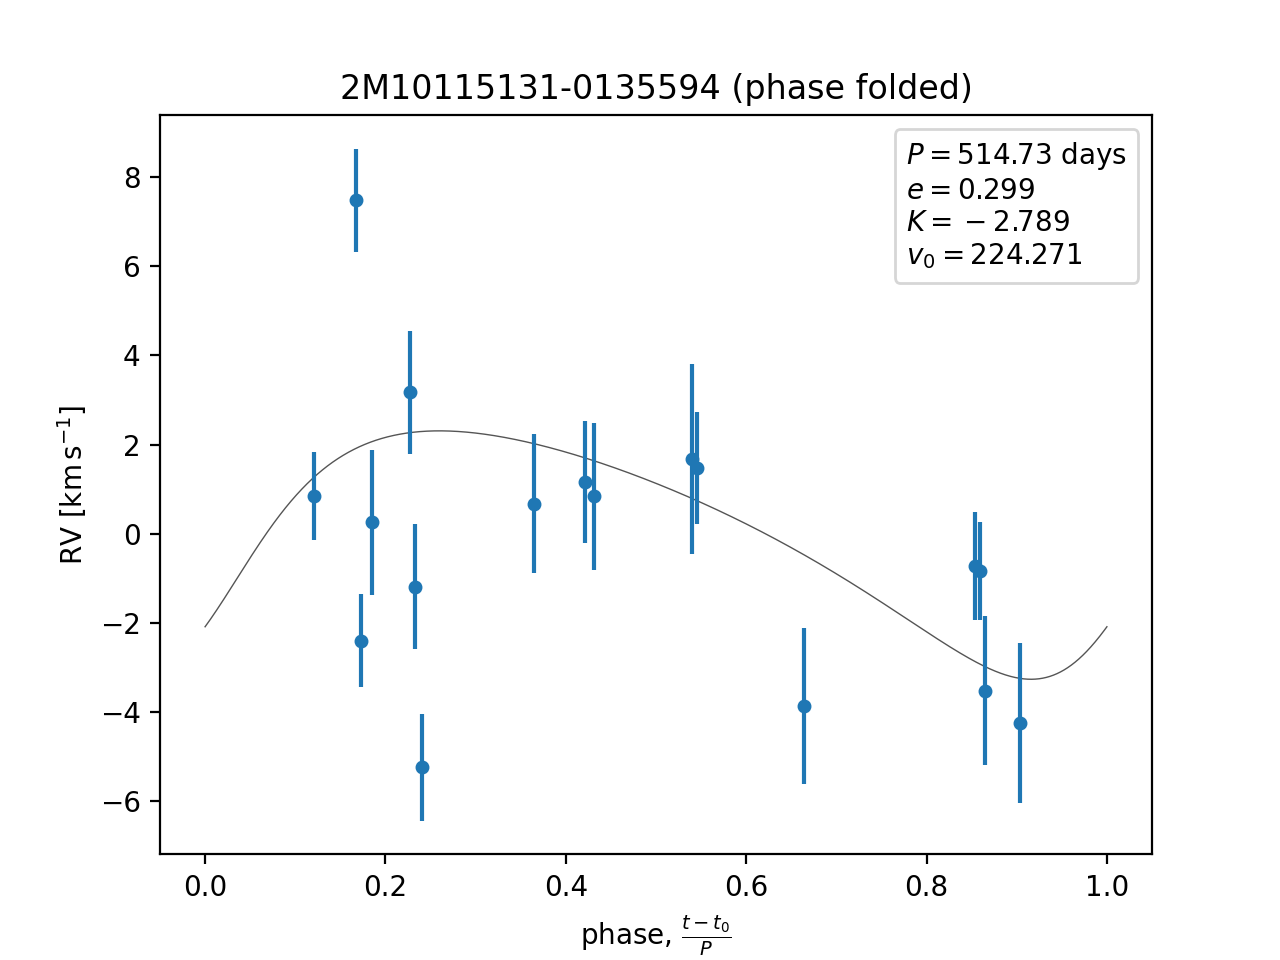 2M10115131-0135594 (phase folded)
P = 514.73 days
e = 0.299
K = −2.789
v₀ = 224.271
RV [km s⁻¹]
8
6
4
2
0
−2
−4
−6
0.0 0.2 0.4 0.6 0.8 1.0
phase, (t − t₀)/P